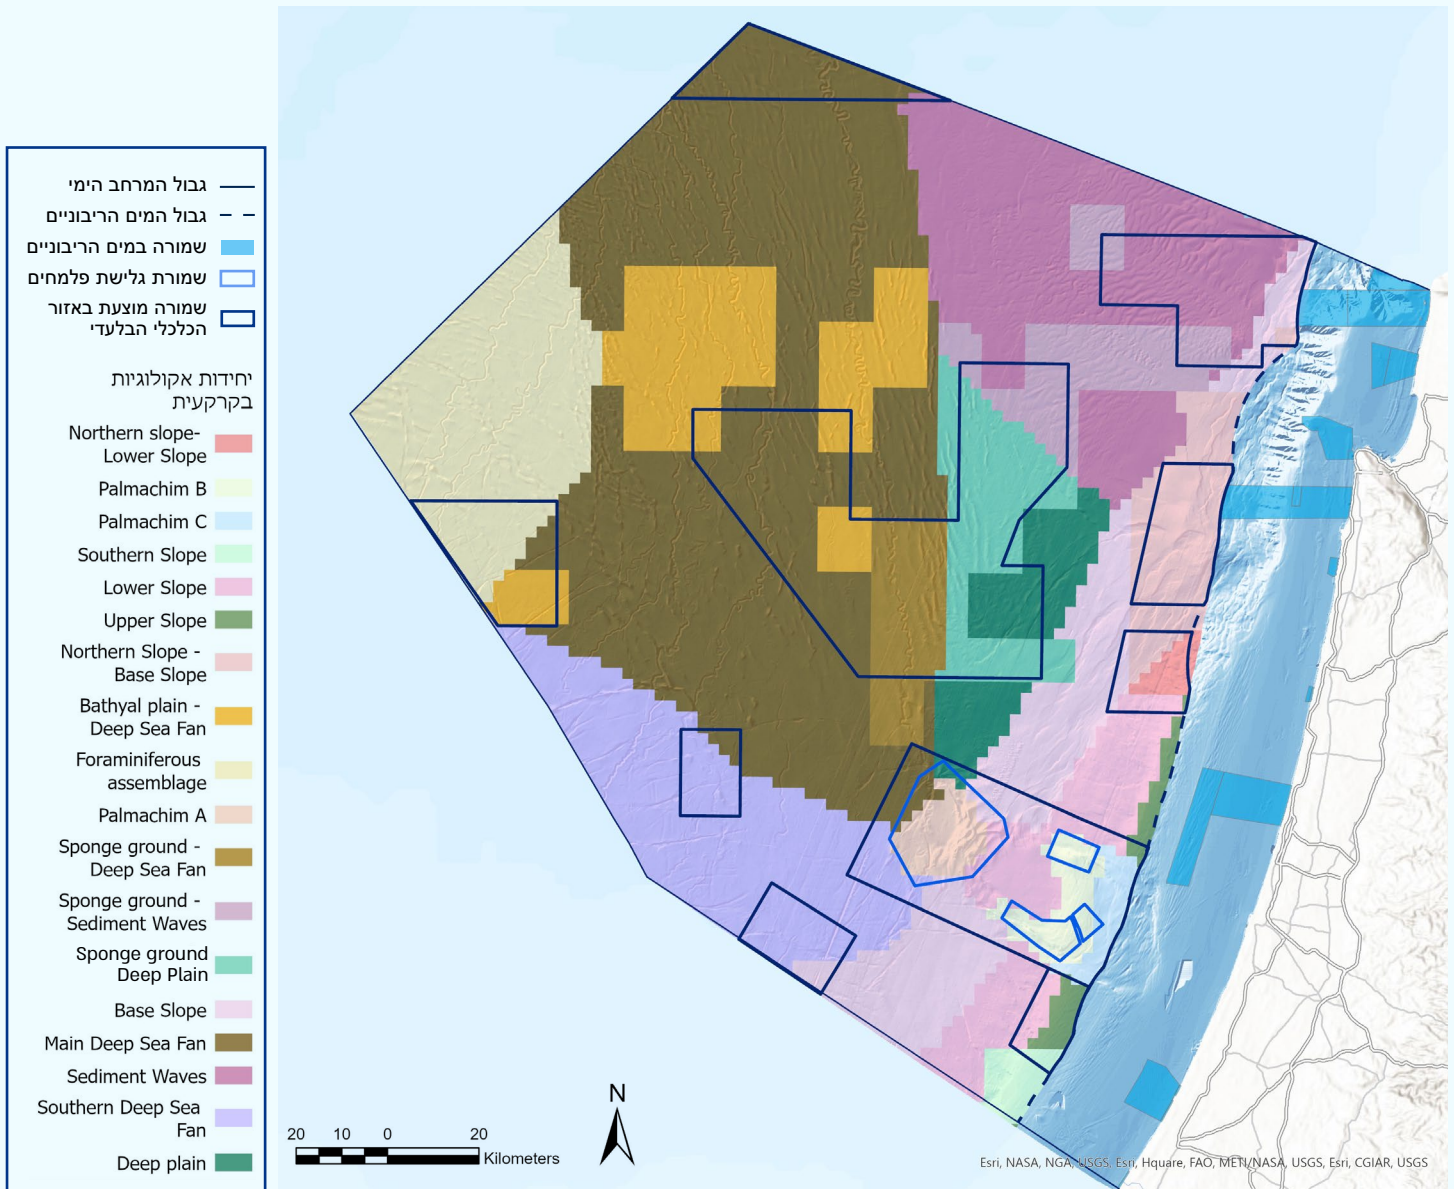 גבול המרחב הימי
גבול המים הריבוניים
שמורה במים הריבוניים
שמורת גלישת פלמחים
שמורה מוצעת באזור
הכלכלי הבלעדי
יחידות אקולוגיות
בקרקעית
Northern slope-
Lower Slope
Palmachim B
Palmachim C
Southern Slope
Lower Slope
Upper Slope
Northern Slope -
Base Slope
Bathyal plain -
Deep Sea Fan
Foraminiferous
assemblage
Palmachim A
Sponge ground -
Deep Sea Fan
Sponge ground -
Sediment Waves
Sponge ground
Deep Plain
Base Slope
Main Deep Sea Fan
Sediment Waves
Southern Deep Sea
Fan
Deep plain
20 10 0 20
Kilometers
N
Esri, NASA, NGA, USGS, Esri, Hquare, FAO, METI/NASA, USGS, Esri, CGIAR, USGS